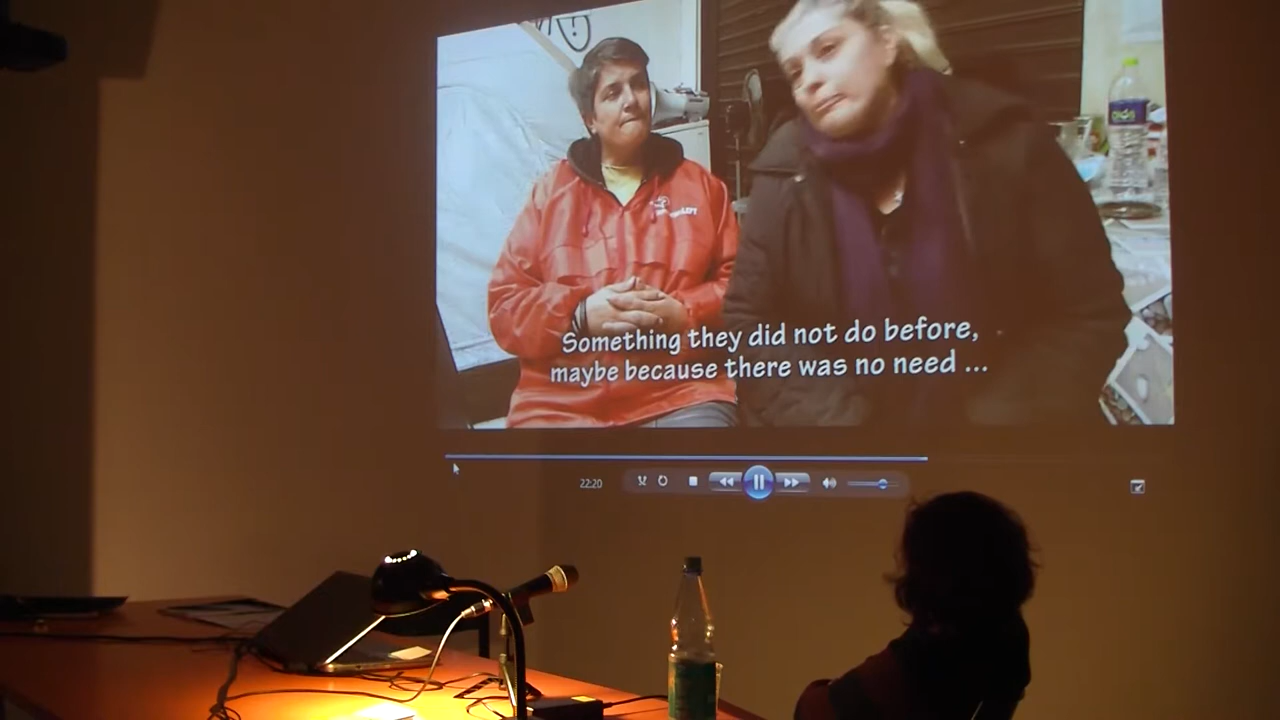 Something they did not do before,
maybe because there was no need ...
22:20